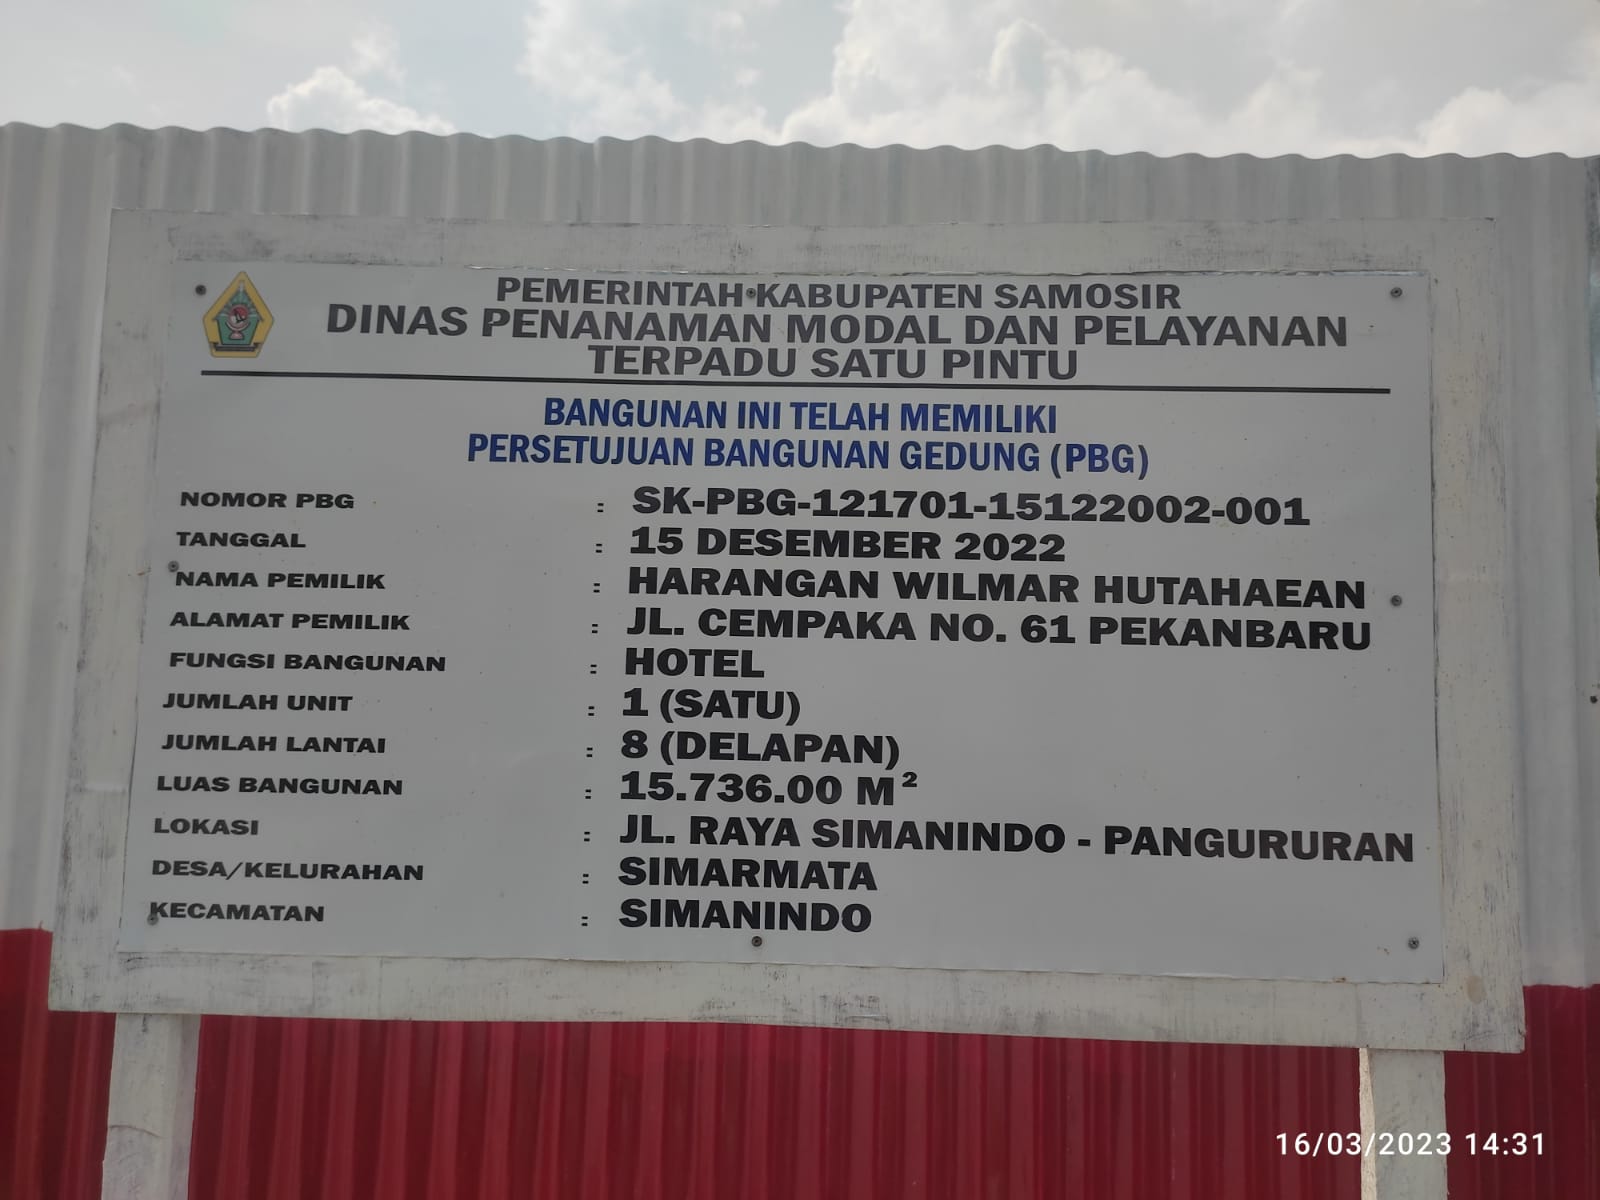 PEMERINTAH KABUPATEN SAMOSIR
DINAS PENANAMAN MODAL DAN PELAYANAN
TERPADU SATU PINTU
BANGUNAN INI TELAH MEMILIKI
PERSETUJUAN BANGUNAN GEDUNG (PBG)
NOMOR PBG : SK-PBG-121701-15122002-001
TANGGAL : 15 DESEMBER 2022
NAMA PEMILIK : HARANGAN WILMAR HUTAHAEAN
ALAMAT PEMILIK : JL. CEMPAKA NO. 61 PEKANBARU
FUNGSI BANGUNAN : HOTEL
JUMLAH UNIT : 1 (SATU)
JUMLAH LANTAI : 8 (DELAPAN)
LUAS BANGUNAN : 15.736.00 M²
LOKASI : JL. RAYA SIMANINDO - PANGURURAN
DESA/KELURAHAN : SIMARMATA
KECAMATAN : SIMANINDO
16/03/2023 14:31